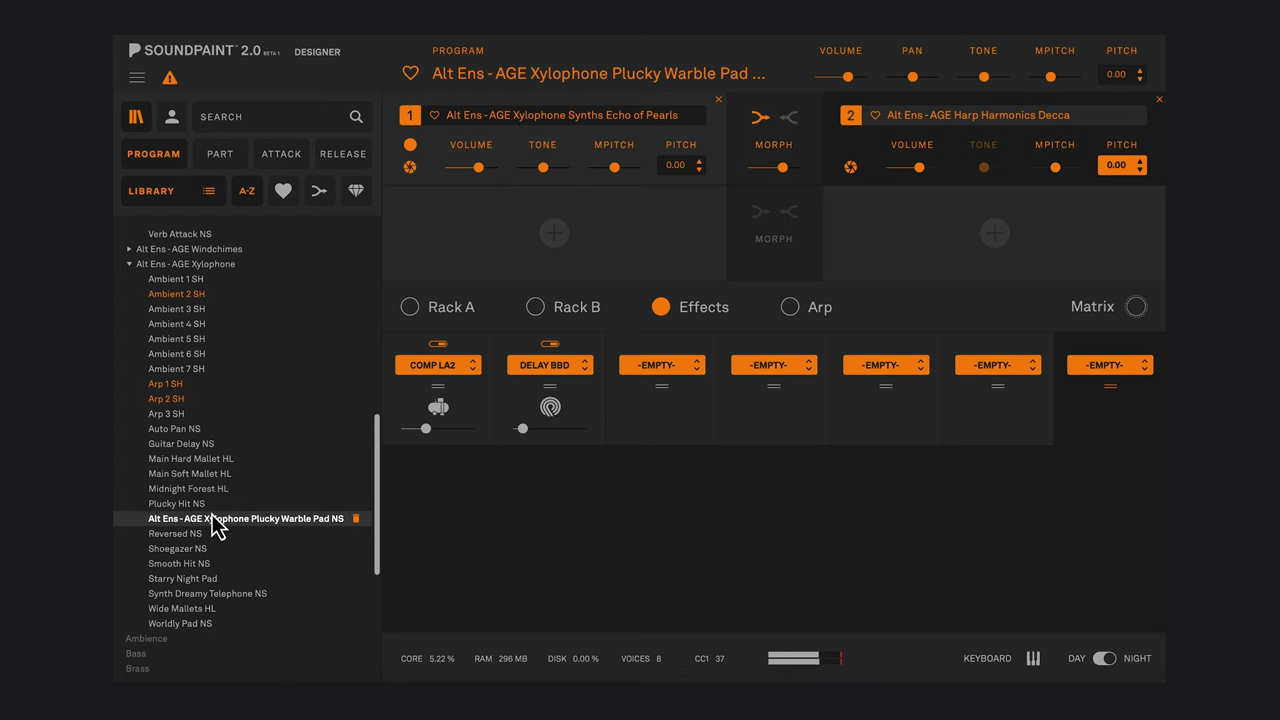 SOUNDPAINT™ 2.0 BETA 1 DESIGNER
PROGRAM
Alt Ens - AGE Xylophone Plucky Warble Pad ...
VOLUME PAN TONE MPITCH PITCH
0.00
SEARCH
PROGRAM PART ATTACK RELEASE
LIBRARY A-Z
1 Alt Ens - AGE Xylophone Synths Echo of Pearls
VOLUME TONE MPITCH PITCH
0.00
MORPH
2 Alt Ens - AGE Harp Harmonics Decca
VOLUME TONE MPITCH PITCH
0.00
MORPH
Verb Attack NS
Alt Ens - AGE Windchimes
Alt Ens - AGE Xylophone
Ambient 1 SH
Ambient 2 SH
Ambient 3 SH
Ambient 4 SH
Ambient 5 SH
Ambient 6 SH
Ambient 7 SH
Arp 1 SH
Arp 2 SH
Arp 3 SH
Auto Pan NS
Guitar Delay NS
Main Hard Mallet HL
Main Soft Mallet HL
Midnight Forest HL
Plucky Hit NS
Alt Ens - AGE Xylophone Plucky Warble Pad NS
Reversed NS
Shoegazer NS
Smooth Hit NS
Starry Night Pad
Synth Dreamy Telephone NS
Wide Mallets HL
Worldly Pad NS
Ambience
Bass
Brass
Rack A Rack B Effects Arp Matrix
COMP LA2 DELAY BBD -EMPTY- -EMPTY- -EMPTY- -EMPTY- -EMPTY-
CORE 5.22 % RAM 296 MB DISK 0.00 % VOICES 8 CC1 37 KEYBOARD DAY NIGHT